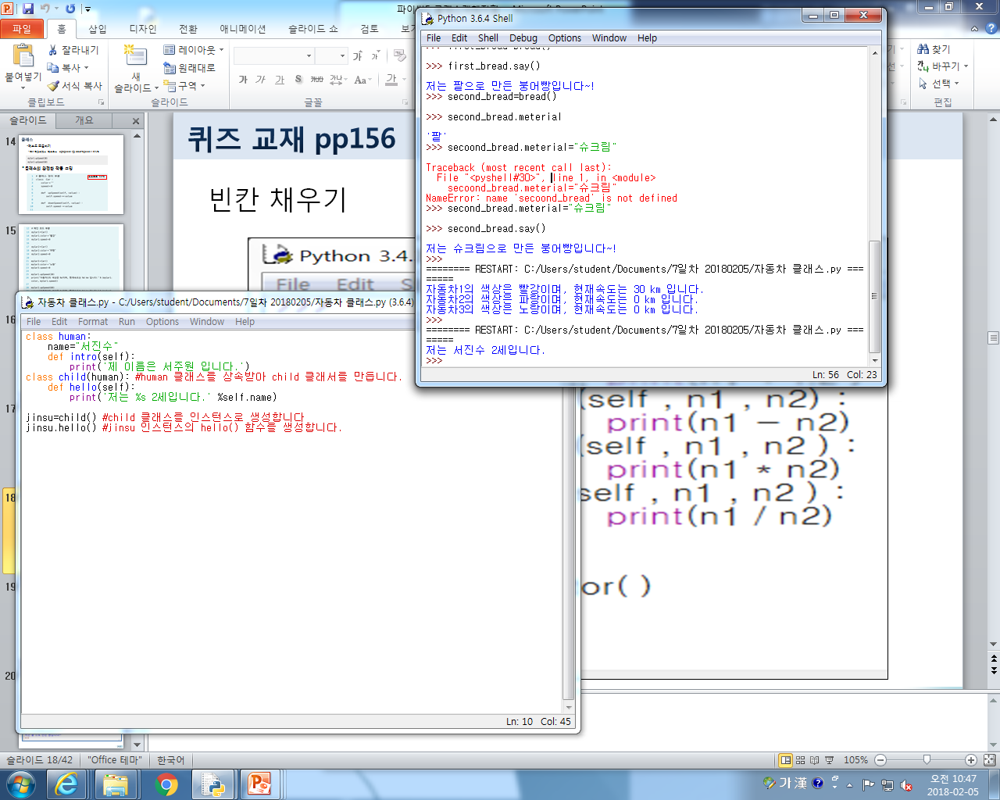 Python 3.6.4 Shell
File Edit Shell Debug Options Window Help
>>> first_bread.say()
저는 팥으로 만든 붕어빵입니다~!
>>> second_bread=bread()
>>> second_bread.meterial
'팥'
>>> secoond_bread.meterial="슈크림"
Traceback (most recent call last):
File "<pyshell#30>", line 1, in <module>
secoond_bread.meterial="슈크림"
NameError: name 'secoond_bread' is not defined
>>> second_bread.meterial="슈크림"
>>> second_bread.say()
저는 슈크림으로 만든 붕어빵입니다~!
>>>
======== RESTART: C:/Users/student/Documents/7일차 20180205/자동차 클래스.py ===
=====
자동차1의 색상은 빨강이며, 현재속도는 30 km 입니다.
자동차2의 색상은 파랑이며, 현재속도는 0 km 입니다.
자동차3의 색상은 노랑이며, 현재속도는 0 km 입니다.
>>>
======== RESTART: C:/Users/student/Documents/7일차 20180205/자동차 클래스.py ===
=====
저는 서진수 2세입니다.
>>>
Ln: 56 Col: 23
파일 홈 삽입 디자인 전환 애니메이션 슬라이드 쇼 검토
붙여넣기
잘라내기
복사
서식 복사
클립보드
새
슬라이드
레이아웃
원래대로
구역
슬라이드
가 가 가 S 가나 Aa 가
글꼴
찾기
바꾸기
선택
편집
슬라이드 개요
14
15
16
17
18
19
20
퀴즈 교재 pp156
빈칸 채우기
Python 3.4.
File Edit
자동차 클래스.py - C:/Users/student/Documents/7일차 20180205/자동차 클래스.py (3.6.4)
File Edit Format Run Options Window Help
class human:
name="서진수"
def intro(self):
print('제 이름은 서주원 입니다.')
class child(human): #human 클래스를 상속받아 child 클래서를 만듭니다.
def hello(self):
print('저는 %s 2세입니다.' %self.name)
jinsu=child() #child 클래스를 인스턴스로 생성합니다
jinsu.hello() #jinsu 인스턴스의 hello() 함수를 생성합니다.
Ln: 10 Col: 45
(self , n1 , n2) :
print(n1 - n2)
(self , n1 , n2 ) :
print(n1 * n2)
self , n1 , n2 ) :
print(n1 / n2)
or( )
슬라이드 18/42 "Office 테마" 한국어
105%
가 漢
오전 10:47
2018-02-05